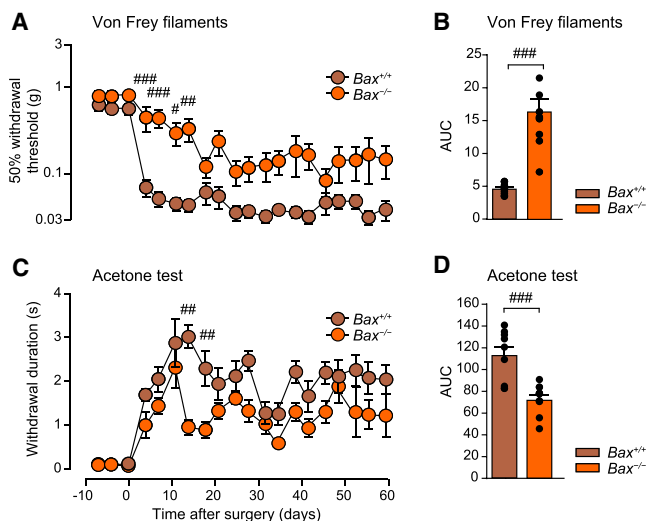 A Von Frey filaments
3
1
0.1
0.03
50% withdrawal
threshold (g)
###
###
#
##
Bax+/+
Bax−/−
B Von Frey filaments
25
20
15
10
5
0
AUC
###
Bax+/+
Bax−/−
C Acetone test
4
3
2
1
0
Withdrawal duration (s)
##
##
Bax+/+
Bax−/−
-10 0 10 20 30 40 50 60
Time after surgery (days)
D Acetone test
160
140
120
100
80
60
40
20
0
AUC
###
Bax+/+
Bax−/−